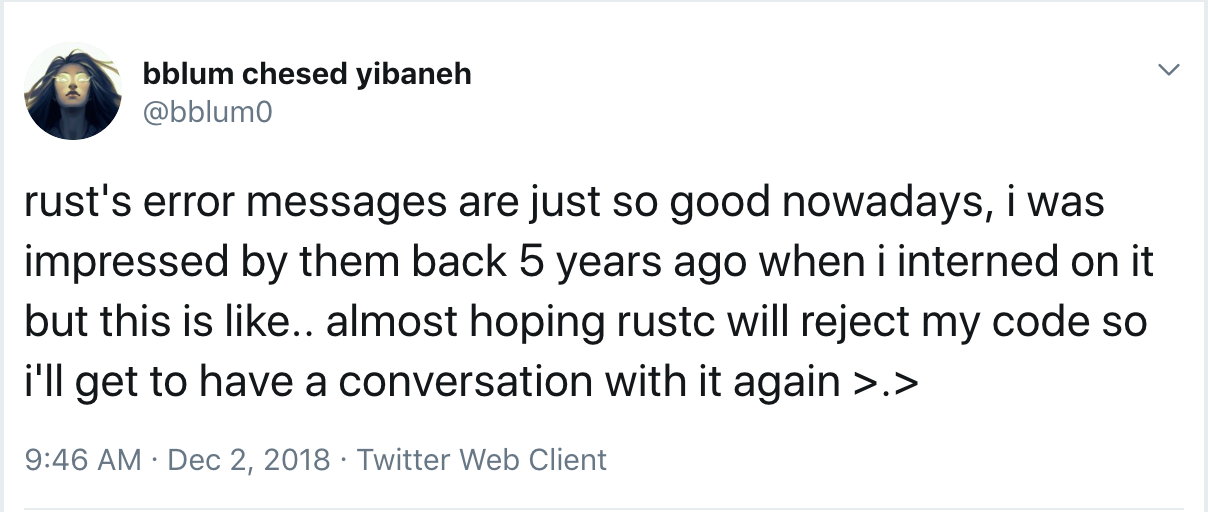 bblum chesed yibaneh
@bblum0
rust's error messages are just so good nowadays, i was
impressed by them back 5 years ago when i interned on it
but this is like.. almost hoping rustc will reject my code so
i'll get to have a conversation with it again >.>
9:46 AM · Dec 2, 2018 · Twitter Web Client